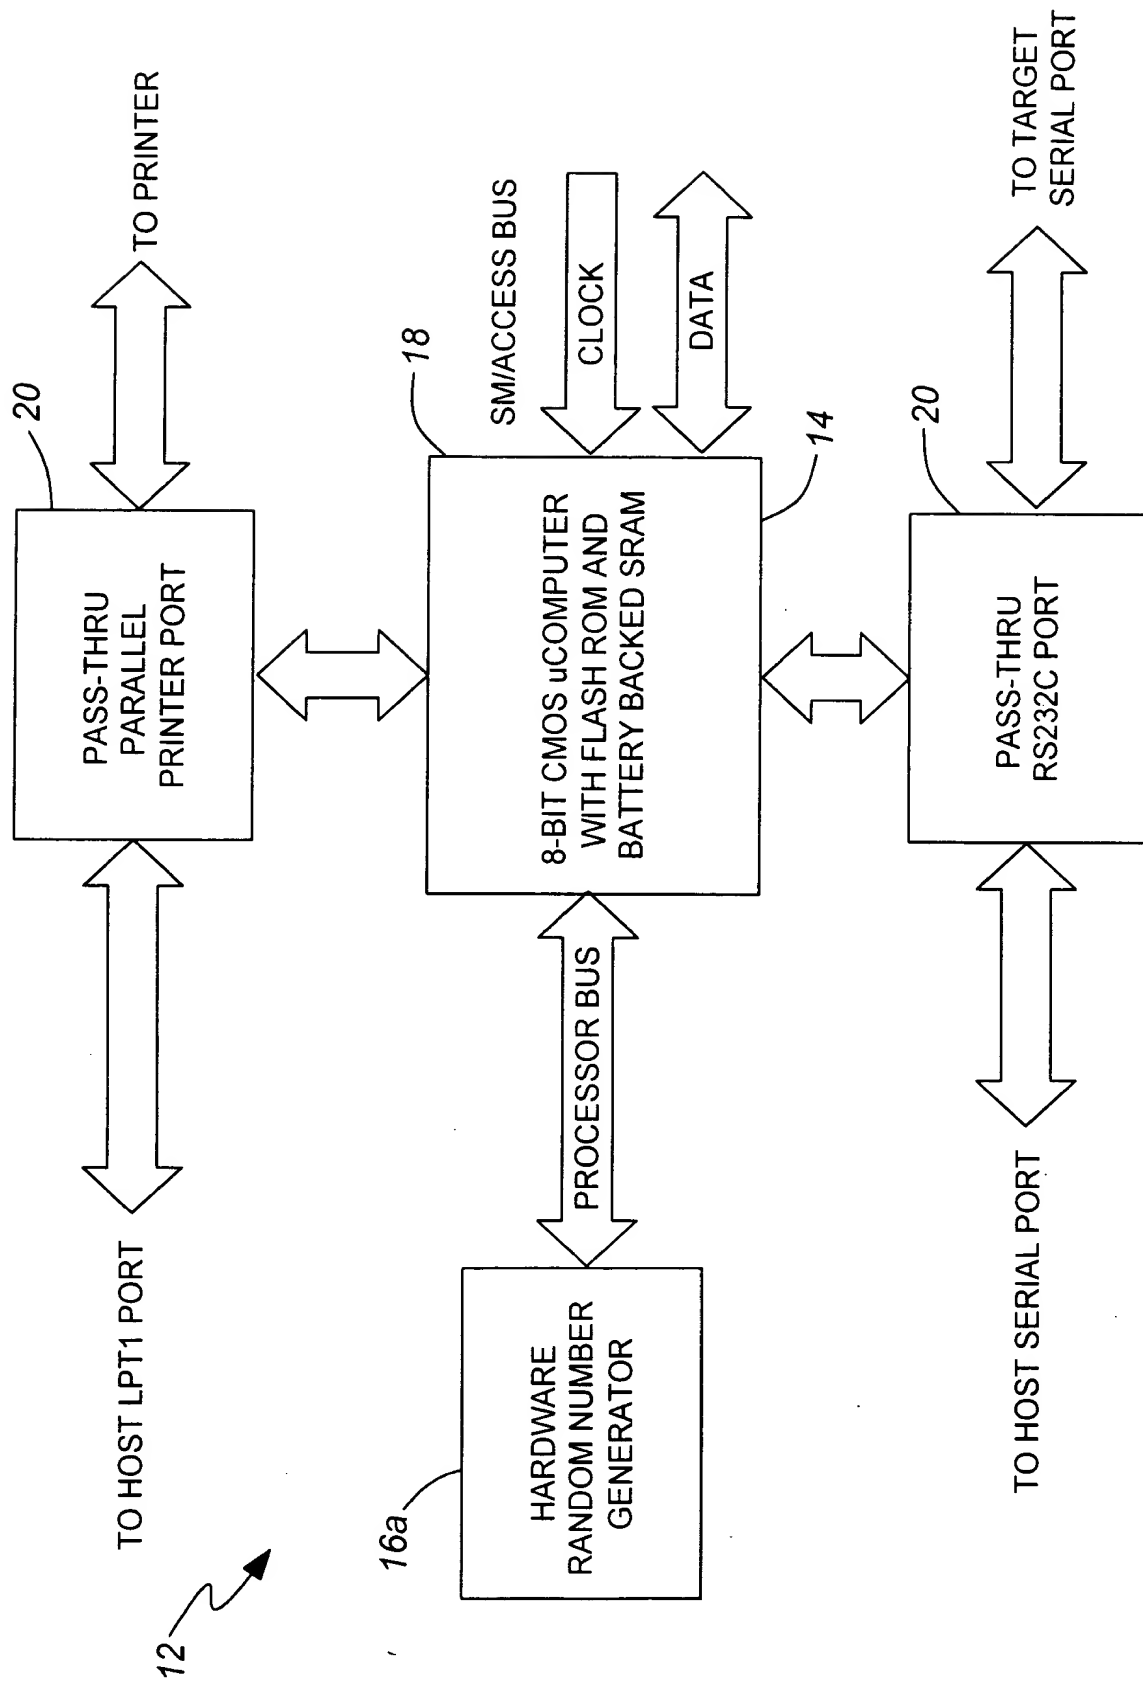 TO HOST LPT1 PORT
PASS-THRU
PARALLEL
PRINTER PORT
20
TO PRINTER
12
16a
HARDWARE
RANDOM NUMBER
GENERATOR
PROCESSOR BUS
8-BIT CMOS uCOMPUTER
WITH FLASH ROM AND
BATTERY BACKED SRAM
18
14
SM/ACCESS BUS
CLOCK
DATA
TO HOST SERIAL PORT
PASS-THRU
RS232C PORT
20
TO TARGET
SERIAL PORT